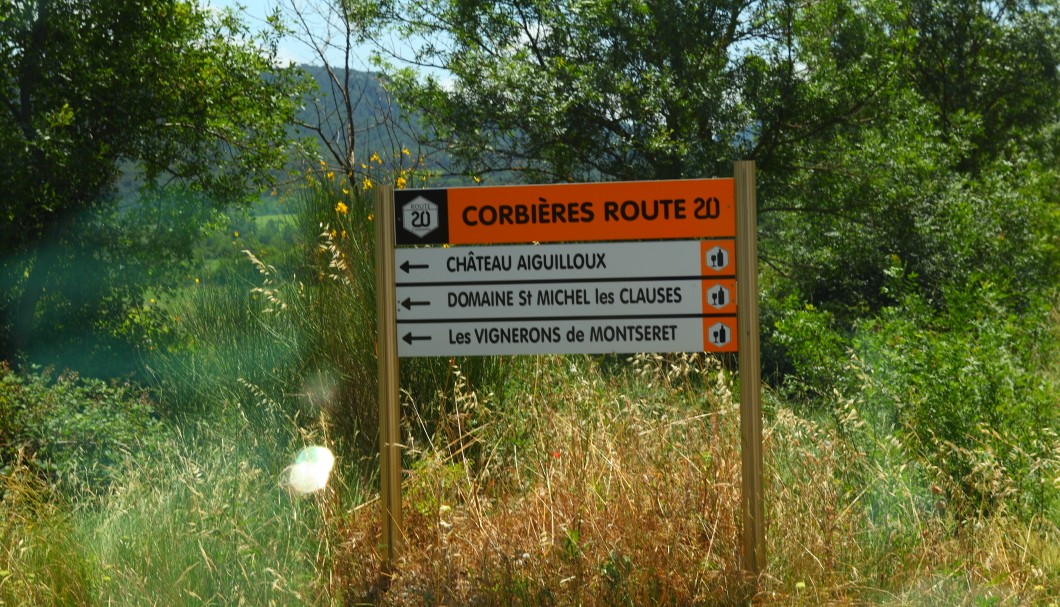 ROUTE
20
CORBIÈRES ROUTE 20
CHÂTEAU AIGUILLOUX
DOMAINE St MICHEL les CLAUSES
Les VIGNERONS de MONTSERET